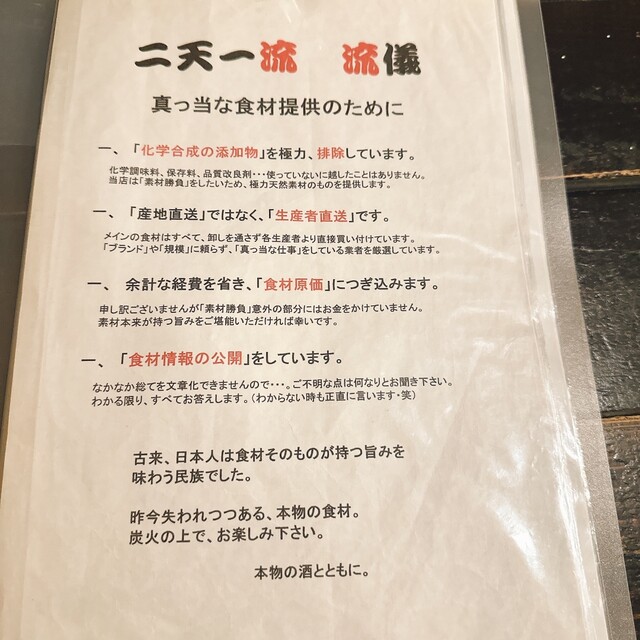 二天一流 流儀
真っ当な食材提供のために
一、「化学合成の添加物」を極力、排除しています。
化学調味料、保存料、品質改良剤・・・使っていないに越したことはありません。
当店は「素材勝負」をしたいため、極力天然素材のものを提供します。
一、「産地直送」ではなく、「生産者直送」です。
メインの食材はすべて、卸しを通さず各生産者より直接買い付けています。
「ブランド」や「規模」に頼らず、「真っ当な仕事」をしている業者を厳選しています。
一、 余計な経費を省き、「食材原価」につぎ込みます。
申し訳ございませんが「素材勝負」意外の部分にはお金をかけていません。
素材本来が持つ旨みをご堪能いただければ幸いです。
一、「食材情報の公開」をしています。
なかなか総てを文章化できませんので・・・。ご不明な点は何なりとお聞き下さい。
わかる限り、すべてお答えします。(わからない時も正直に言います・笑)
古来、日本人は食材そのものが持つ旨みを
味わう民族でした。
昨今失われつつある、本物の食材。
炭火の上で、お楽しみ下さい。
本物の酒とともに。